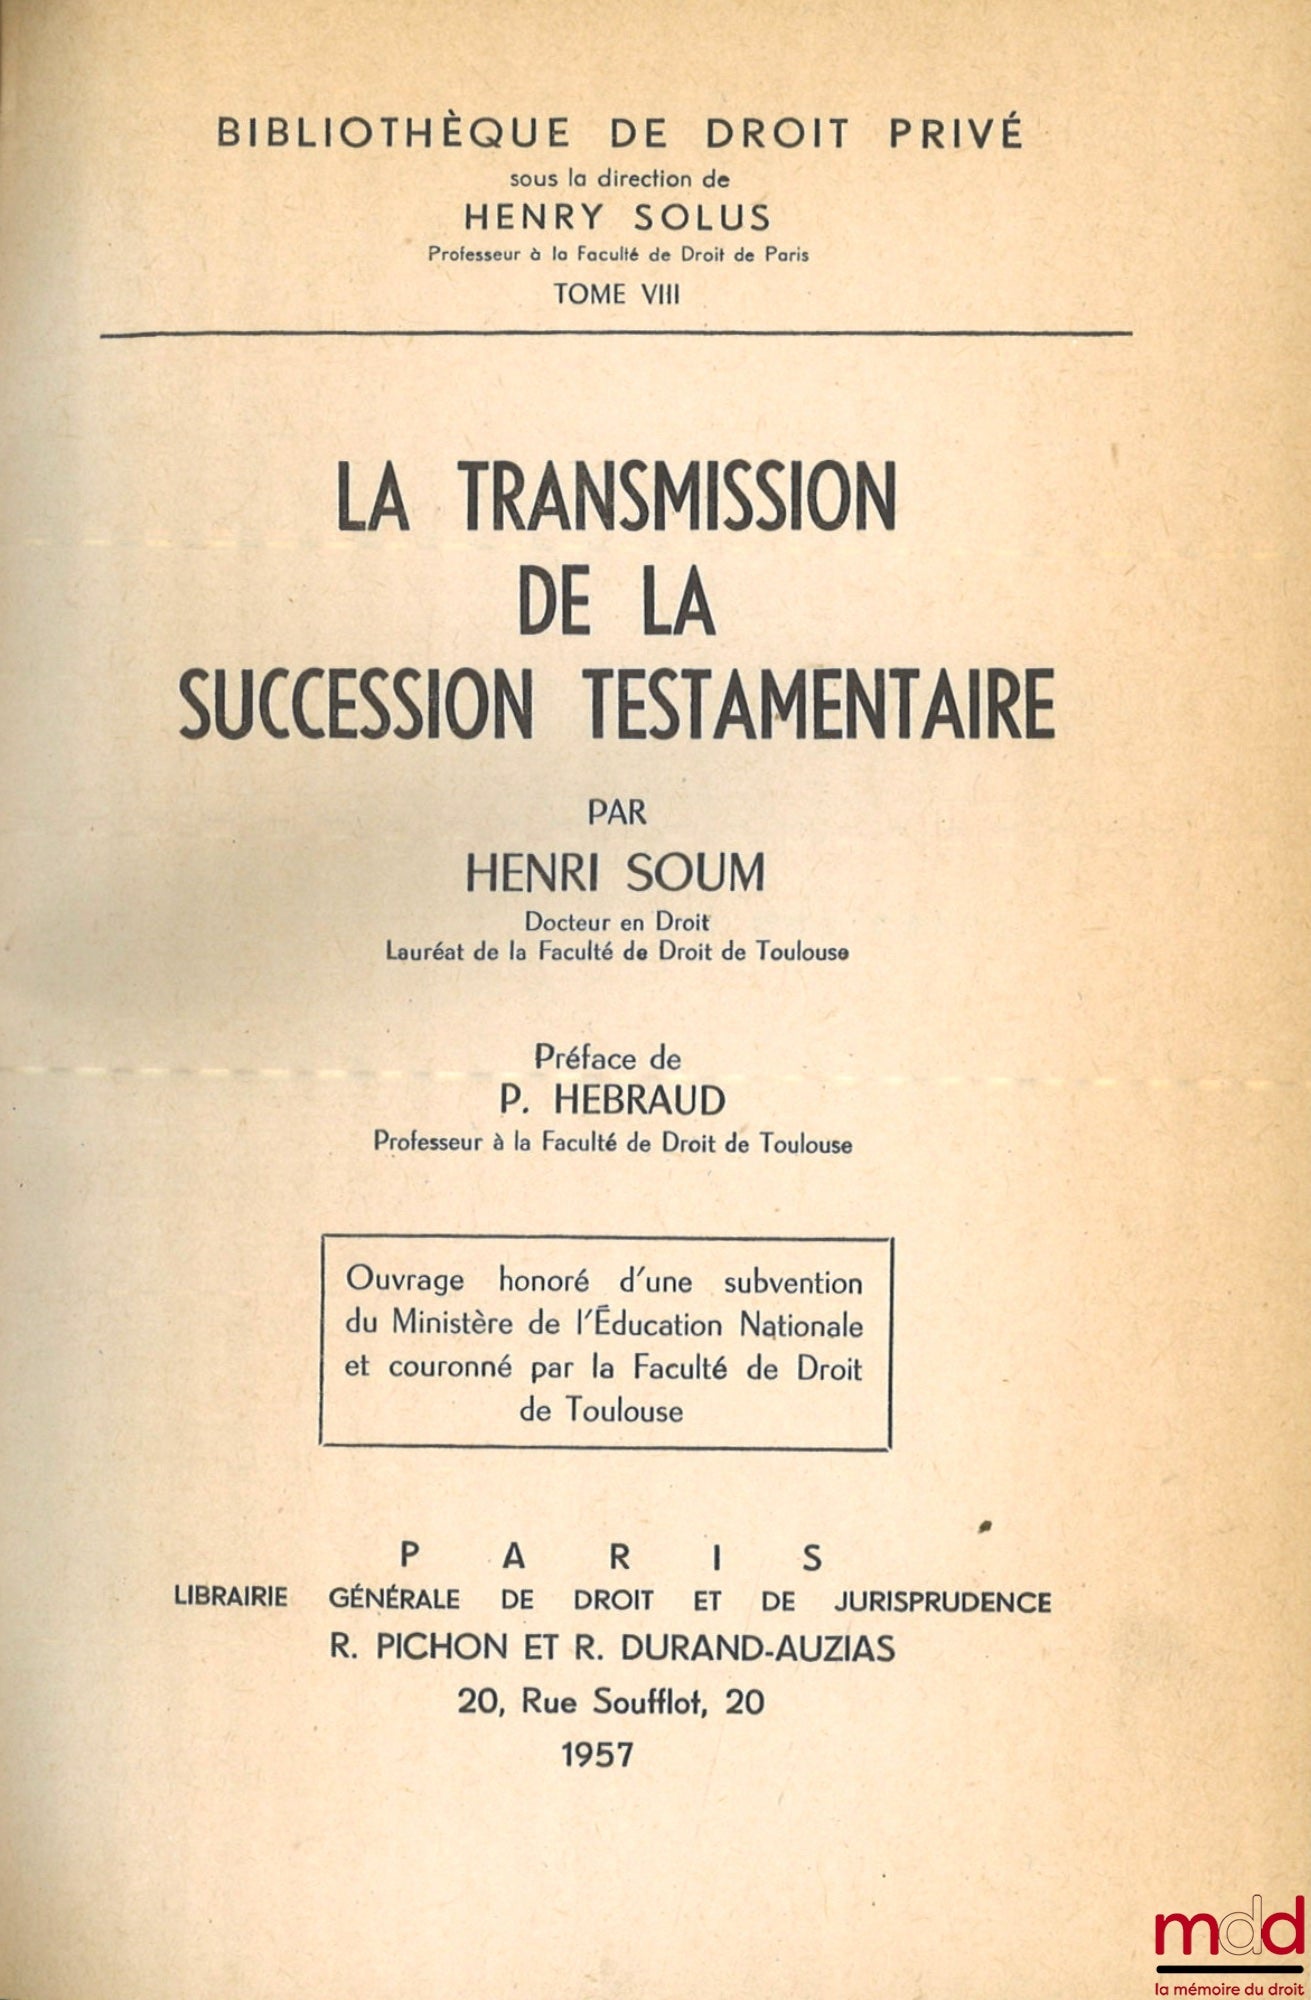 BIBLIOTHÈQUE DE DROIT PRIVÉ
sous la direction de
HENRY SOLUS
Professeur à la Faculté de Droit de Paris
TOME VIII
LA TRANSMISSION
DE LA
SUCCESSION TESTAMENTAIRE
PAR
HENRI SOUM
Docteur en Droit
Lauréat de la Faculté de Droit de Toulouse
Préface de
P. HEBRAUD
Professeur à la Faculté de Droit de Toulouse
Ouvrage honoré d'une subvention
du Ministère de l'Éducation Nationale
et couronné par la Faculté de Droit
de Toulouse
PARIS
LIBRAIRIE GÉNÉRALE DE DROIT ET DE JURISPRUDENCE
R. PICHON ET R. DURAND-AUZIAS
20, Rue Soufflot, 20
1957
mdd
la mémoire du droit